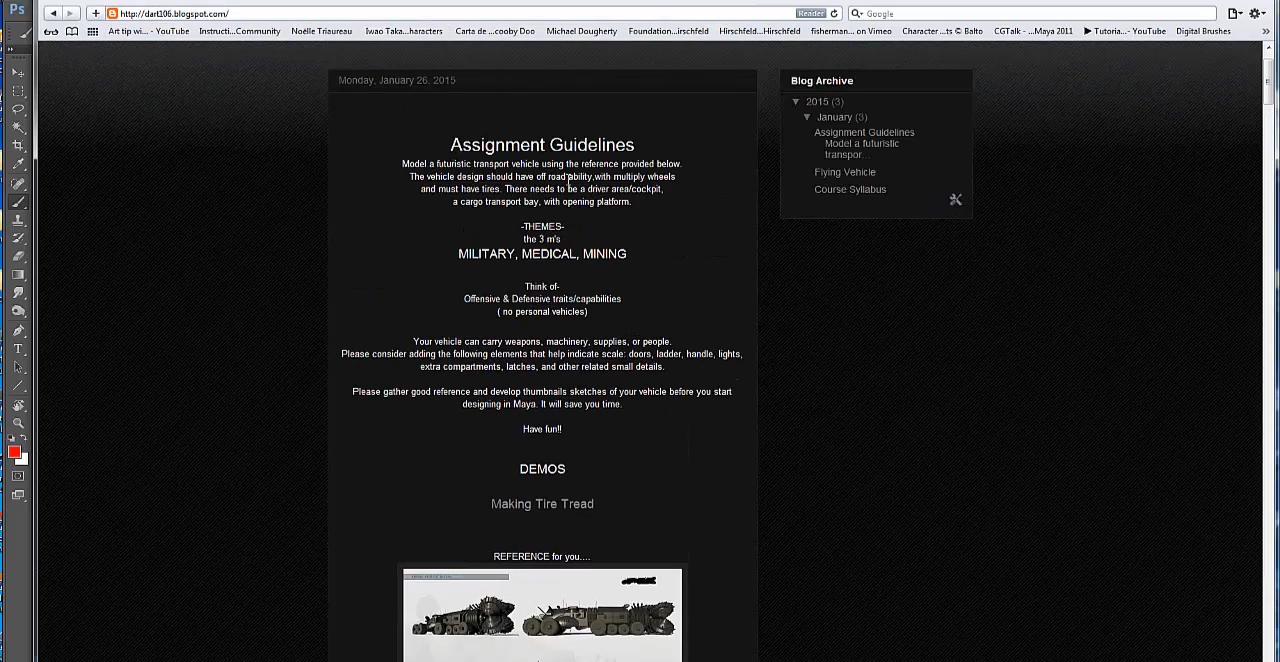 Ps
http://dart106.blogspot.com/
Reader
Google
Art tip wi... - YouTube
Instructi...Community
Noëlle Triaureau
Iwao Taka...haracters
Carta de ...cooby Doo
Michael Dougherty
Foundation...irschfeld
Hirschfel...Hirschfeld
fisherman... on Vimeo
Character ...ts © Balto
CGTalk - ...Maya 2011
▶ Tutoria... - YouTube
Digital Brushes
Monday, January 26, 2015
Assignment Guidelines
Model a futuristic transport vehicle using the reference provided below.
The vehicle design should have off road ability,with multiply wheels
and must have tires. There needs to be a driver area/cockpit,
a cargo transport bay, with opening platform.
-THEMES-
the 3 m's
MILITARY, MEDICAL, MINING
Think of-
Offensive & Defensive traits/capabilities
( no personal vehicles)
Your vehicle can carry weapons, machinery, supplies, or people.
Please consider adding the following elements that help indicate scale: doors, ladder, handle, lights,
extra compartments, latches, and other related small details.
Please gather good reference and develop thumbnails sketches of your vehicle before you start
designing in Maya. It will save you time.
Have fun!!
DEMOS
Making Tire Tread
REFERENCE for you....
Blog Archive
▼ 2015 (3)
▼ January (3)
Assignment Guidelines
Model a futuristic
transpor...
Flying Vehicle
Course Syllabus